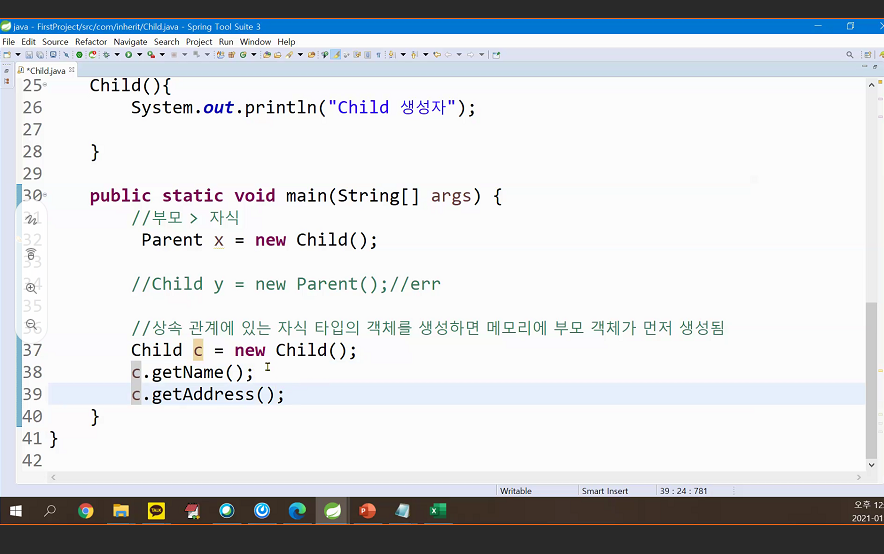 java - FirstProject/src/com/inherit/Child.java - Spring Tool Suite 3
File Edit Source Refactor Navigate Search Project Run Window Help
*Child.java
25 Child(){
26 System.out.println("Child 생성자");
27
28 }
29
30 public static void main(String[] args) {
31 //부모 > 자식
32 Parent x = new Child();
33
34 //Child y = new Parent();//err
35
36 //상속 관계에 있는 자식 타입의 객체를 생성하면 메모리에 부모 객체가 먼저 생성됨
37 Child c = new Child();
38 c.getName();
39 c.getAddress();
40 }
41 }
42
Writable Smart Insert 39 : 24 : 781
TALK
오후 12:
2021-01